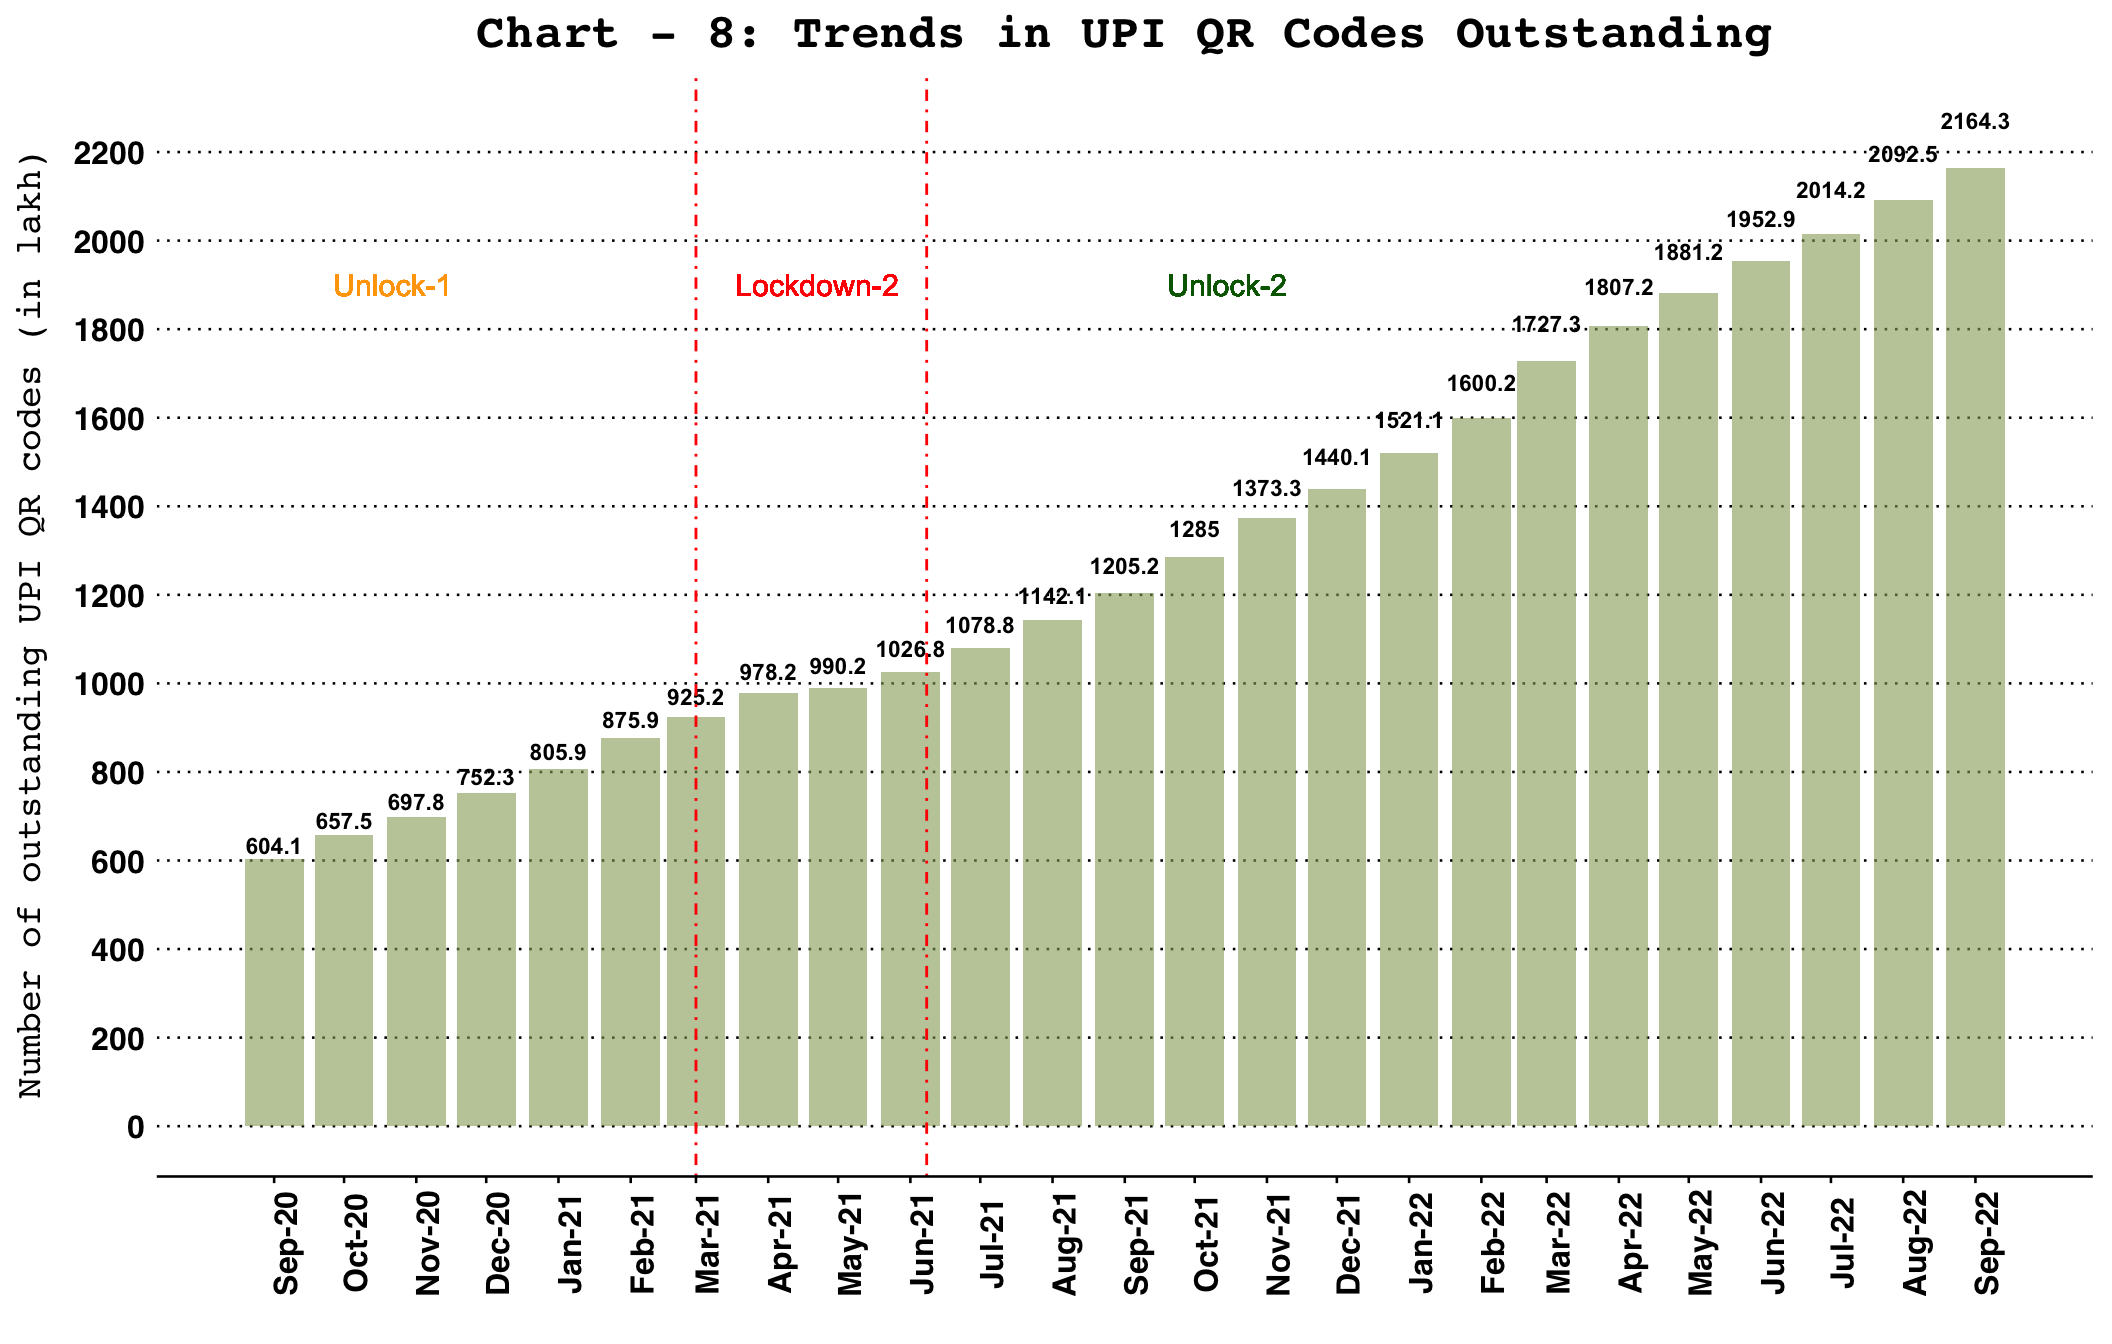 Chart - 8: Trends in UPI QR Codes Outstanding
Number of outstanding UPI QR codes (in lakh)
2200
2000
1800
1600
1400
1200
1000
800
600
400
200
0
Unlock-1
Lockdown-2
Unlock-2
604.1
657.5
697.8
752.3
805.9
875.9
925.2
978.2
990.2
1026.8
1078.8
1142.1
1205.2
1285
1373.3
1440.1
1521.1
1600.2
1727.3
1807.2
1881.2
1952.9
2014.2
2092.5
2164.3
Sep-20
Oct-20
Nov-20
Dec-20
Jan-21
Feb-21
Mar-21
Apr-21
May-21
Jun-21
Jul-21
Aug-21
Sep-21
Oct-21
Nov-21
Dec-21
Jan-22
Feb-22
Mar-22
Apr-22
May-22
Jun-22
Jul-22
Aug-22
Sep-22